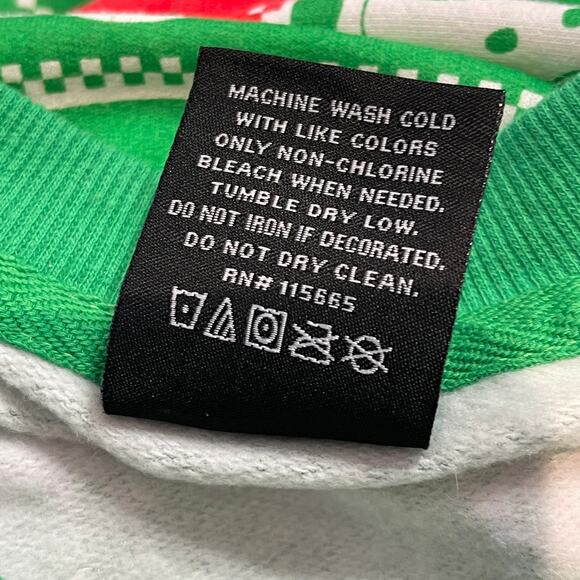 MACHINE WASH COLD
WITH LIKE COLORS
ONLY NON-CHLORINE
BLEACH WHEN NEEDED.
TUMBLE DRY LOW.
DO NOT IRON IF DECORATED.
DO NOT DRY CLEAN.
RN# 115665